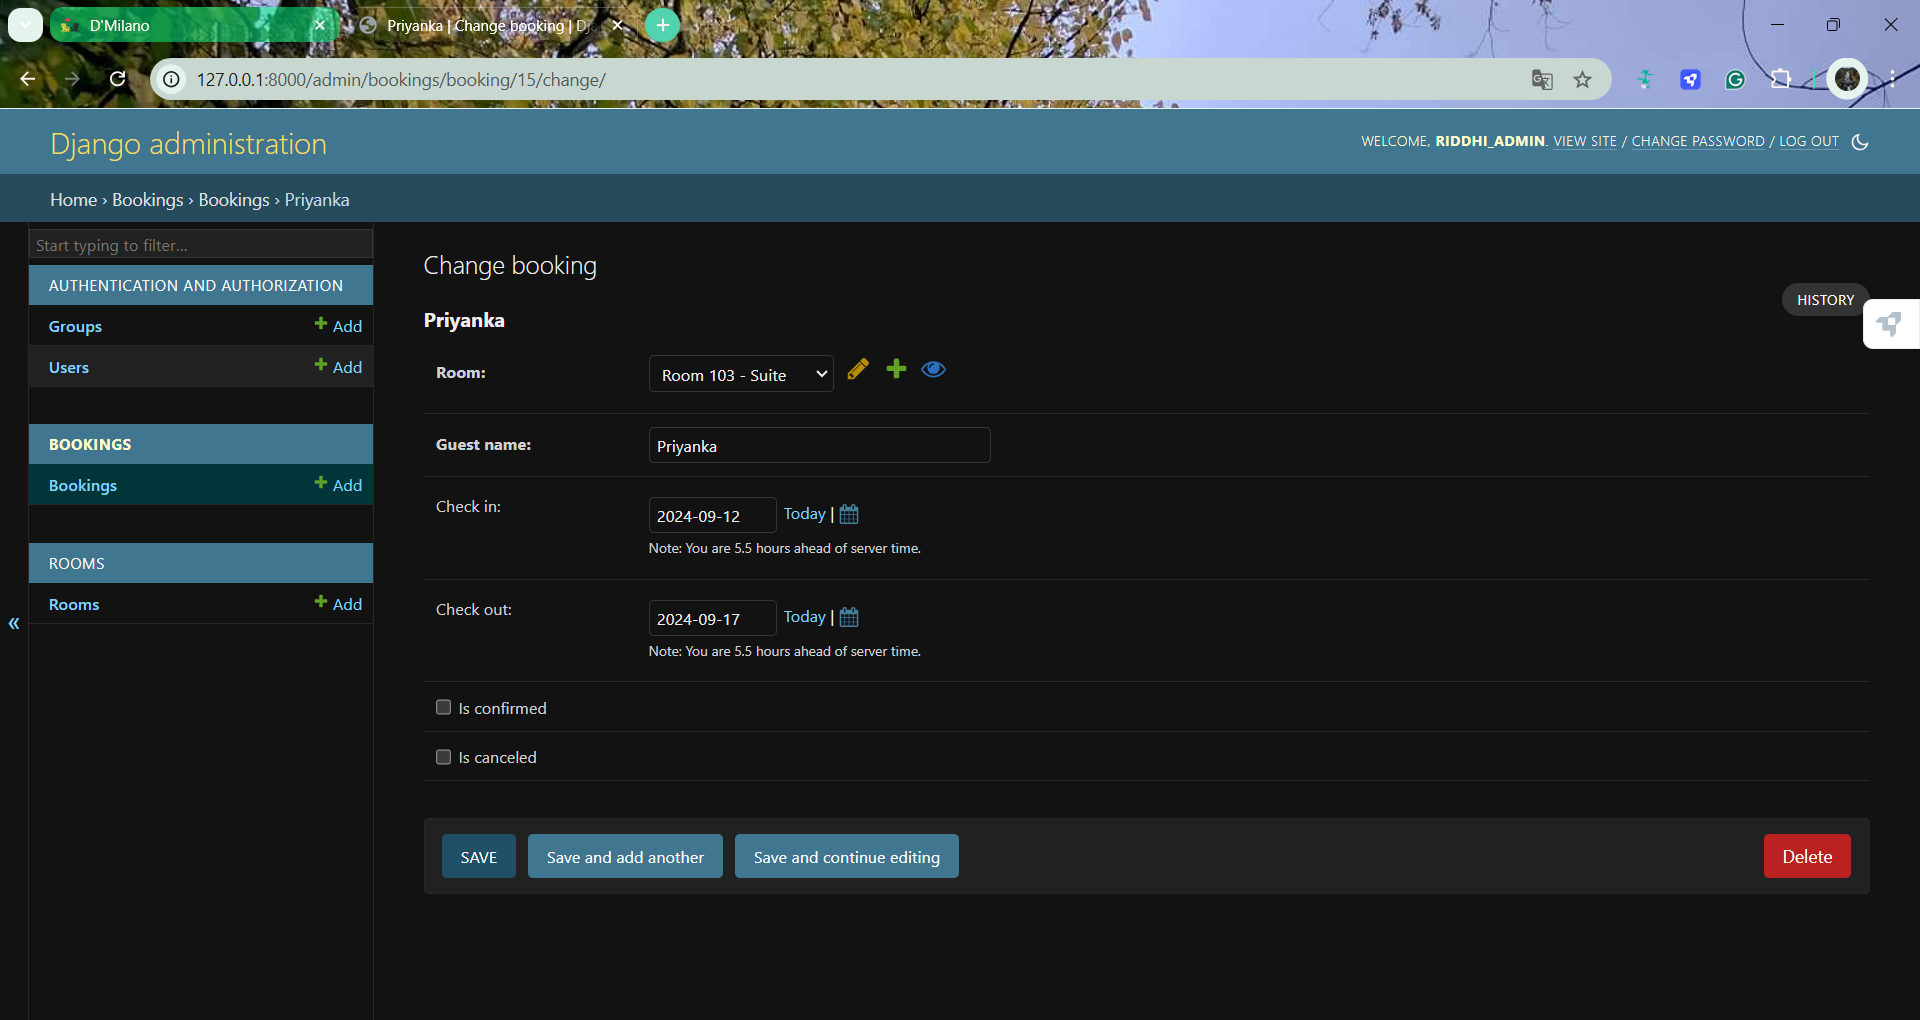 D'Milano
Priyanka | Change booking | Dj
127.0.0.1:8000/admin/bookings/booking/15/change/
Django administration
WELCOME, RIDDHI_ADMIN. VIEW SITE / CHANGE PASSWORD / LOG OUT
Home › Bookings › Bookings › Priyanka
Start typing to filter...
AUTHENTICATION AND AUTHORIZATION
Groups
Add
Users
Add
BOOKINGS
Bookings
Add
ROOMS
Rooms
Add
«
Change booking
HISTORY
Priyanka
Room:
Room 103 - Suite
Guest name:
Priyanka
Check in:
2024-09-12
Today |
Note: You are 5.5 hours ahead of server time.
Check out:
2024-09-17
Today |
Note: You are 5.5 hours ahead of server time.
Is confirmed
Is canceled
SAVE
Save and add another
Save and continue editing
Delete